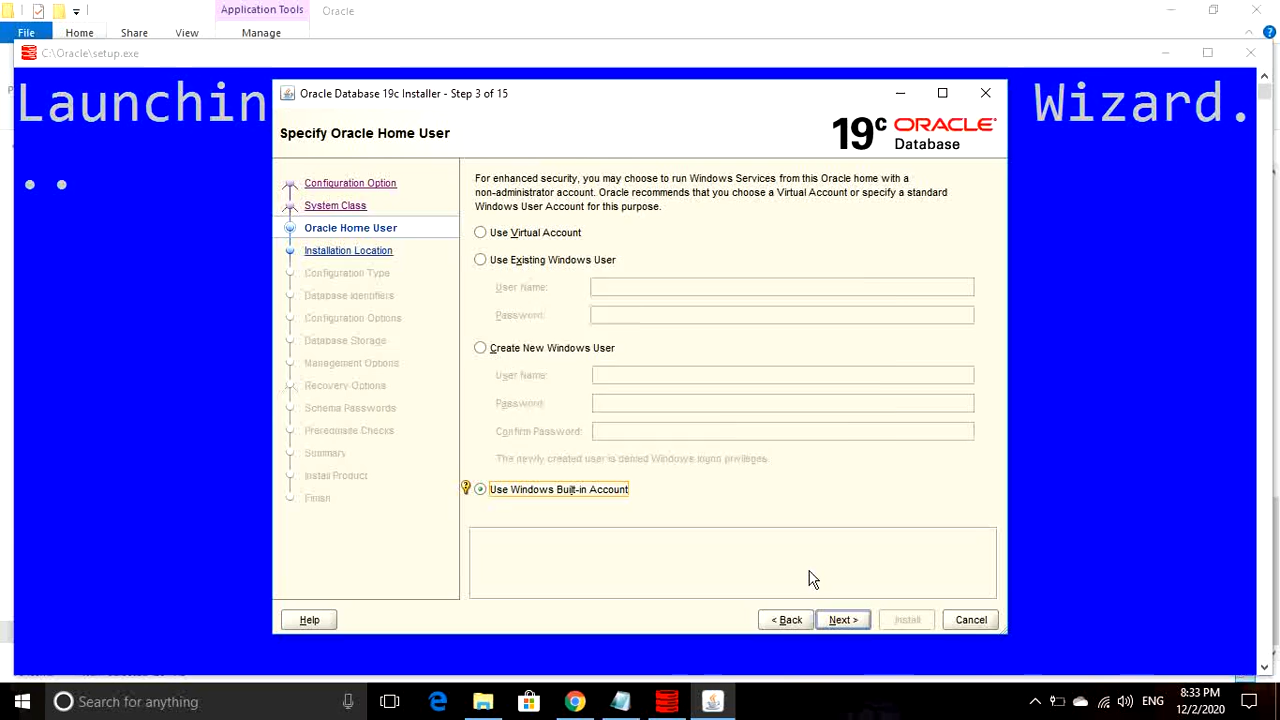 Application Tools
Oracle
File
Home
Share
View
Manage
C:\Oracle\setup.exe
Launchin
Wizard.
..
Oracle Database 19c Installer - Step 3 of 15
Specify Oracle Home User
19c ORACLE
Database
Configuration Option
System Class
Oracle Home User
Installation Location
Configuration Type
Database Identifiers
Configuration Options
Database Storage
Management Options
Recovery Options
Schema Passwords
Prerequisite Checks
Summary
Install Product
Finish
For enhanced security, you may choose to run Windows Services from this Oracle home with a
non-administrator account. Oracle recommends that you choose a Virtual Account or specify a standard
Windows User Account for this purpose.
Use Virtual Account
Use Existing Windows User
User Name:
Password:
Create New Windows User
User Name:
Password:
Confirm Password:
The newly created user is denied Windows logon privileges.
Use Windows Built-in Account
Help
< Back
Next >
Install
Cancel
Search for anything
ENG
8:33 PM
12/2/2020